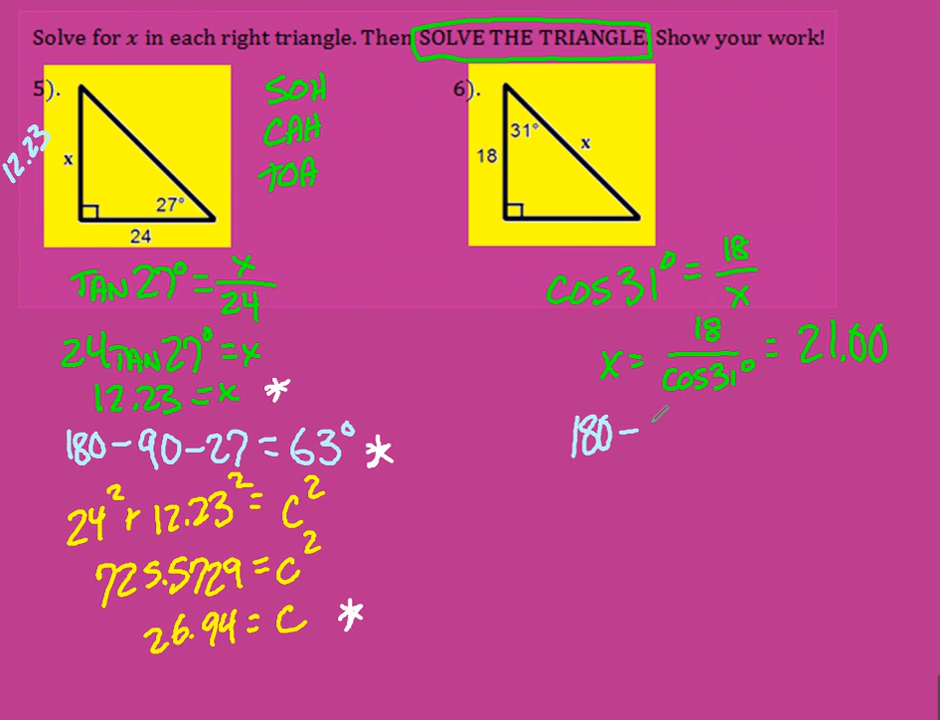 Solve for x in each right triangle. Then SOLVE THE TRIANGLE. Show your work!
5).
12.23
x
27°
24
SOH
CAH
TOA
TAN 27° = x/24
24 TAN 27° = x
12.23 = x *
180 - 90 - 27 = 63° *
24² + 12.23² = C²
725.5729 = C²
26.94 = C *
6).
31°
18
x
COS 31° = 18/x
x = 18/COS 31° = 21.00
180 -